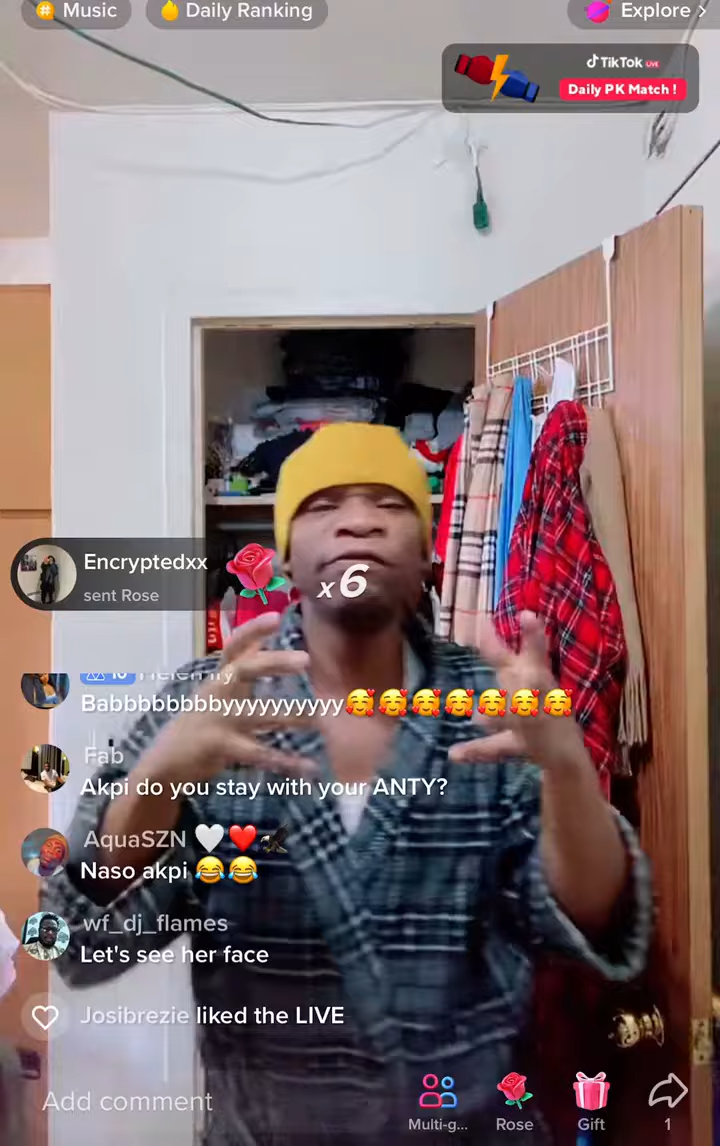 Music
Daily Ranking
Explore >
TikTok LIVE
Daily PK Match !
Encryptedxx
sent Rose
x6
Babbbbbbbbyyyyyyyyyy🥰🥰🥰🥰🥰🥰🥰
Fab
Akpi do you stay with your ANTY?
AquaSZN 🤍❤️🦅
Naso akpi 😂😂
wf_dj_flames
Let's see her face
Josibrezie liked the LIVE
Add comment
Multi-g...
Rose
Gift
1